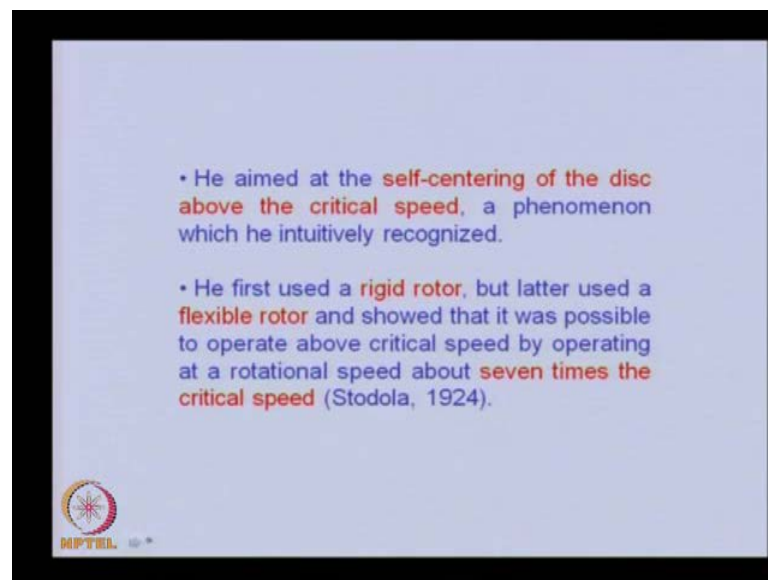 • He aimed at the self-centering of the disc
above the critical speed, a phenomenon
which he intuitively recognized.
• He first used a rigid rotor, but latter used a
flexible rotor and showed that it was possible
to operate above critical speed by operating
at a rotational speed about seven times the
critical speed (Stodola, 1924).
NPTEL